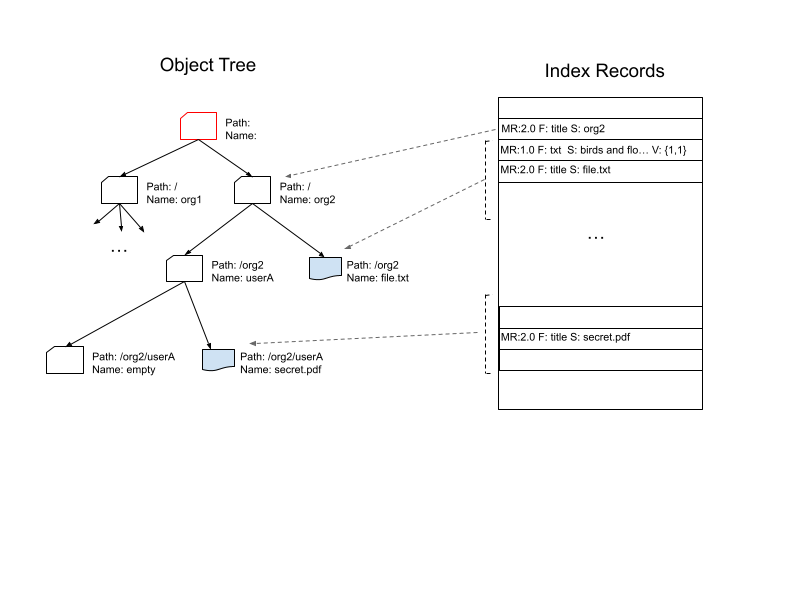 Object Tree
Index Records
Path:
Name:
MR:2.0 F: title S: org2
MR:1.0 F: txt S: birds and flo... V: {1,1}
MR:2.0 F: title S: file.txt
Path: /
Name: org1
Path: /
Name: org2
...
...
Path: /org2
Name: userA
Path: /org2
Name: file.txt
MR:2.0 F: title S: secret.pdf
Path: /org2/userA
Name: empty
Path: /org2/userA
Name: secret.pdf